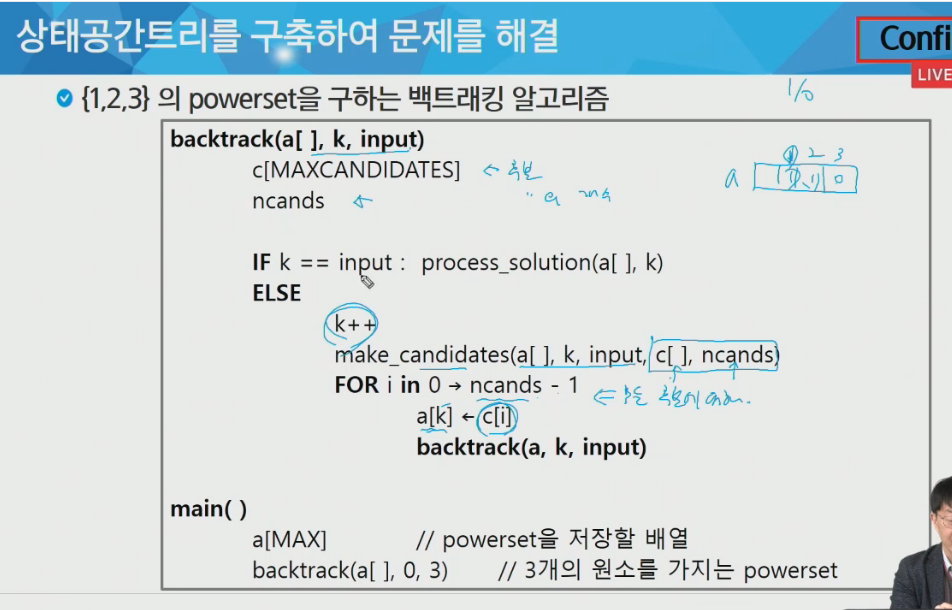 상태공간트리를 구축하여 문제를 해결
Confi
LIVE
{1,2,3} 의 powerset을 구하는 백트래킹 알고리즘
1/0
backtrack(a[ ], k, input)
c[MAXCANDIDATES] ← 후보
ncands ←
1 2 3
a
0
IF k == input : process_solution(a[ ], k)
ELSE
k++
make_candidates(a[ ], k, input, c[ ], ncands)
FOR i in 0 → ncands - 1 ⇐ 모든
a[k] ← c[i]
backtrack(a, k, input)
main( )
a[MAX] // powerset을 저장할 배열
backtrack(a[ ], 0, 3) // 3개의 원소를 가지는 powerset